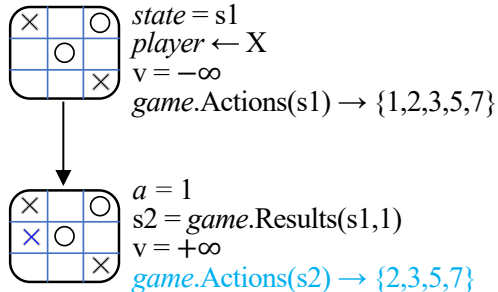 X O
O
X
state = s1
player ← X
v = −∞
game.Actions(s1) → {1,2,3,5,7}
X O
X O
X
a = 1
s2 = game.Results(s1,1)
v = +∞
game.Actions(s2) → {2,3,5,7}